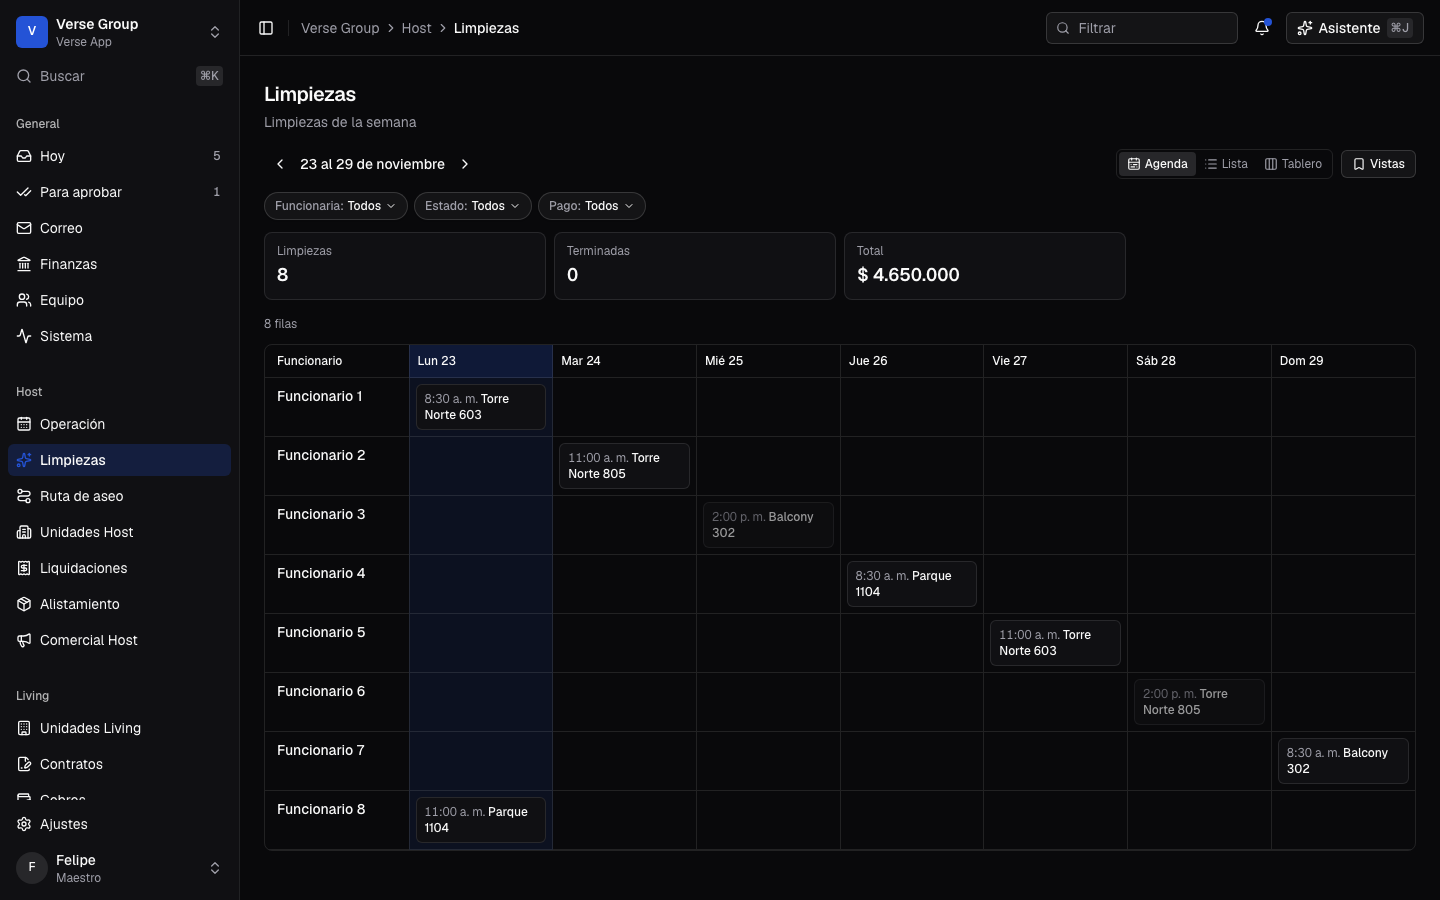 Verse Group
Verse App
Buscar ⌘K
General
Hoy 5
Para aprobar 1
Correo
Finanzas
Equipo
Sistema
Host
Operación
Limpiezas
Ruta de aseo
Unidades Host
Liquidaciones
Alistamiento
Comercial Host
Living
Unidades Living
Contratos
Cobros
Ajustes
F
Felipe
Maestro
V
Verse Group > Host > Limpiezas
Filtrar
Asistente ⌘J
Limpiezas
Limpiezas de la semana
23 al 29 de noviembre
Agenda Lista Tablero Vistas
Funcionaria: Todos Estado: Todos Pago: Todos
Limpiezas
8
Terminadas
0
Total
$ 4.650.000
8 filas
Funcionario Lun 23 Mar 24 Mié 25 Jue 26 Vie 27 Sáb 28 Dom 29
Funcionario 1
8:30 a. m. Torre
Norte 603
Funcionario 2
11:00 a. m. Torre
Norte 805
Funcionario 3
2:00 p. m. Balcony
302
Funcionario 4
8:30 a. m. Parque
1104
Funcionario 5
11:00 a. m. Torre
Norte 603
Funcionario 6
2:00 p. m. Torre
Norte 805
Funcionario 7
8:30 a. m. Balcony
302
Funcionario 8
11:00 a. m. Parque
1104